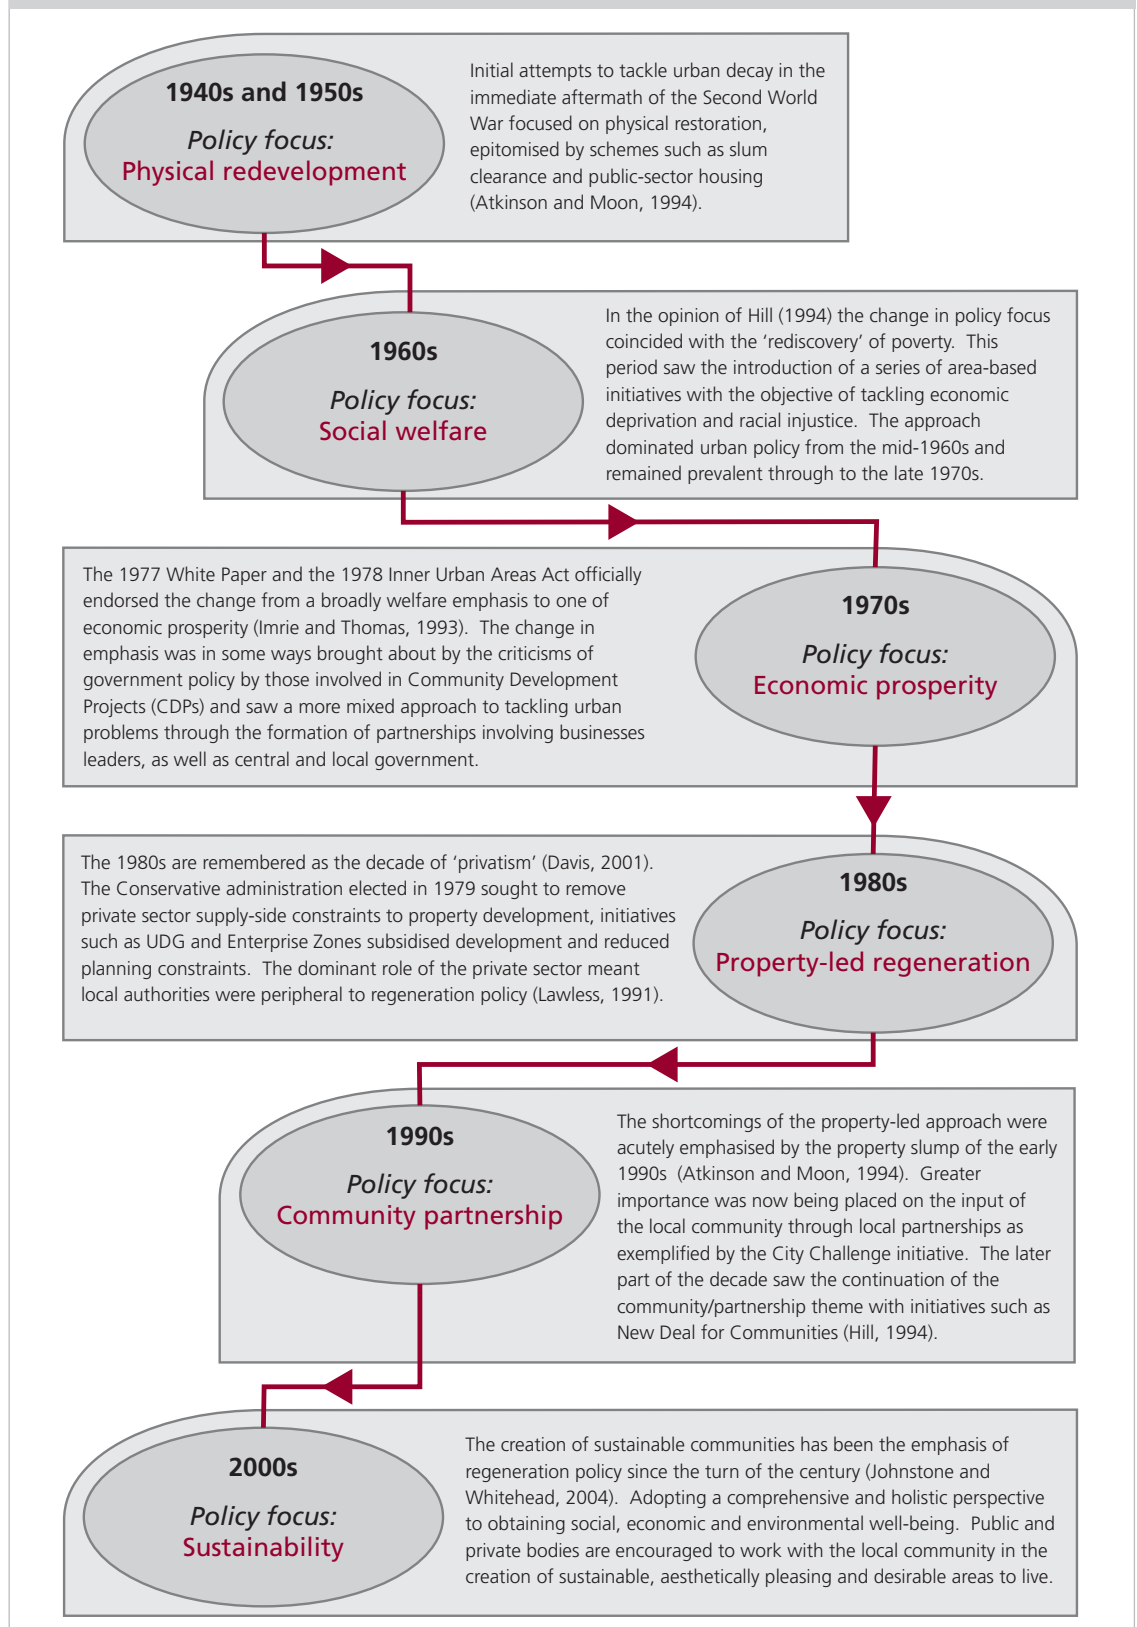 1940s and 1950s
Policy focus:
Physical redevelopment
Initial attempts to tackle urban decay in the
immediate aftermath of the Second World
War focused on physical restoration,
epitomised by schemes such as slum
clearance and public-sector housing
(Atkinson and Moon, 1994).
1960s
Policy focus:
Social welfare
In the opinion of Hill (1994) the change in policy focus
coincided with the ‘rediscovery’ of poverty. This
period saw the introduction of a series of area-based
initiatives with the objective of tackling economic
deprivation and racial injustice. The approach
dominated urban policy from the mid-1960s and
remained prevalent through to the late 1970s.
The 1977 White Paper and the 1978 Inner Urban Areas Act officially
endorsed the change from a broadly welfare emphasis to one of
economic prosperity (Imrie and Thomas, 1993). The change in
emphasis was in some ways brought about by the criticisms of
government policy by those involved in Community Development
Projects (CDPs) and saw a more mixed approach to tackling urban
problems through the formation of partnerships involving businesses
leaders, as well as central and local government.
1970s
Policy focus:
Economic prosperity
The 1980s are remembered as the decade of ‘privatism’ (Davis, 2001).
The Conservative administration elected in 1979 sought to remove
private sector supply-side constraints to property development, initiatives
such as UDG and Enterprise Zones subsidised development and reduced
planning constraints. The dominant role of the private sector meant
local authorities were peripheral to regeneration policy (Lawless, 1991).
1980s
Policy focus:
Property-led regeneration
1990s
Policy focus:
Community partnership
The shortcomings of the property-led approach were
acutely emphasised by the property slump of the early
1990s (Atkinson and Moon, 1994). Greater
importance was now being placed on the input of
the local community through local partnerships as
exemplified by the City Challenge initiative. The later
part of the decade saw the continuation of the
community/partnership theme with initiatives such as
New Deal for Communities (Hill, 1994).
2000s
Policy focus:
Sustainability
The creation of sustainable communities has been the emphasis of
regeneration policy since the turn of the century (Johnstone and
Whitehead, 2004). Adopting a comprehensive and holistic perspective
to obtaining social, economic and environmental well-being. Public and
private bodies are encouraged to work with the local community in the
creation of sustainable, aesthetically pleasing and desirable areas to live.